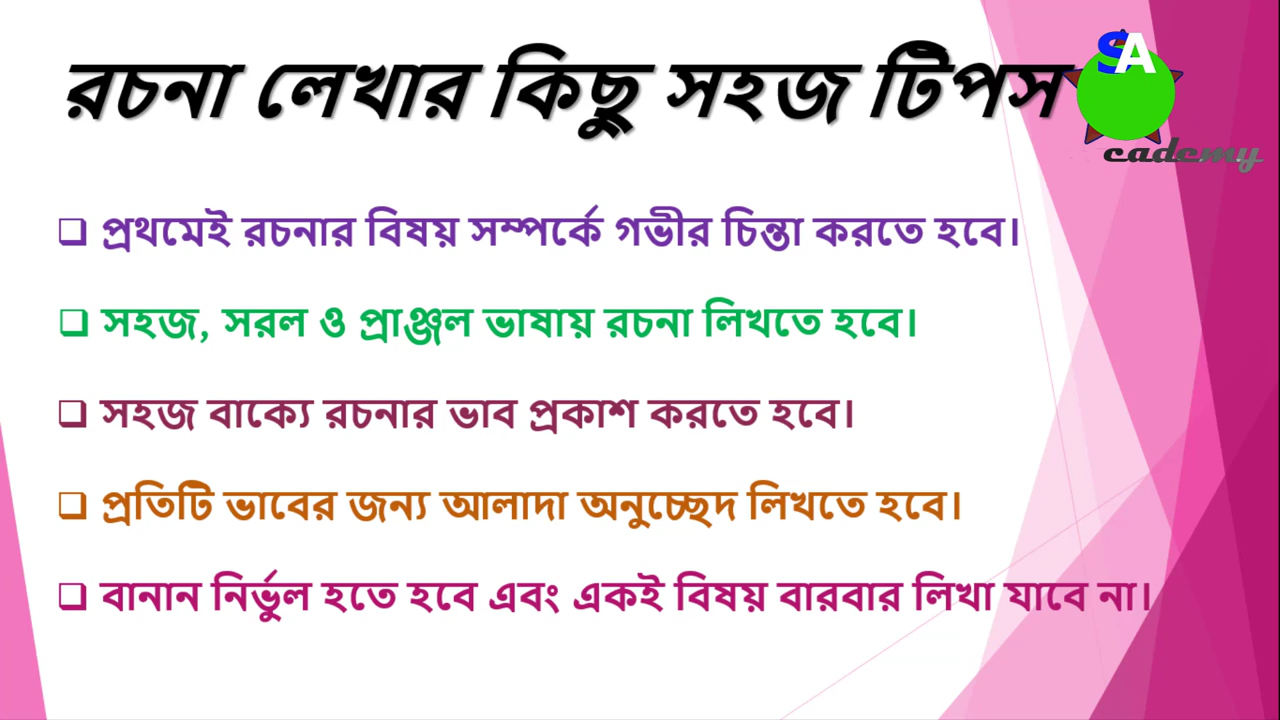 রচনা লেখার কিছু সহজ টিপস
SA
cademy
❑ প্রথমেই রচনার বিষয় সম্পর্কে গভীর চিন্তা করতে হবে।
❑ সহজ, সরল ও প্রাঞ্জল ভাষায় রচনা লিখতে হবে।
❑ সহজ বাক্যে রচনার ভাব প্রকাশ করতে হবে।
❑ প্রতিটি ভাবের জন্য আলাদা অনুচ্ছেদ লিখতে হবে।
❑ বানান নির্ভুল হতে হবে এবং একই বিষয় বারবার লিখা যাবে না।